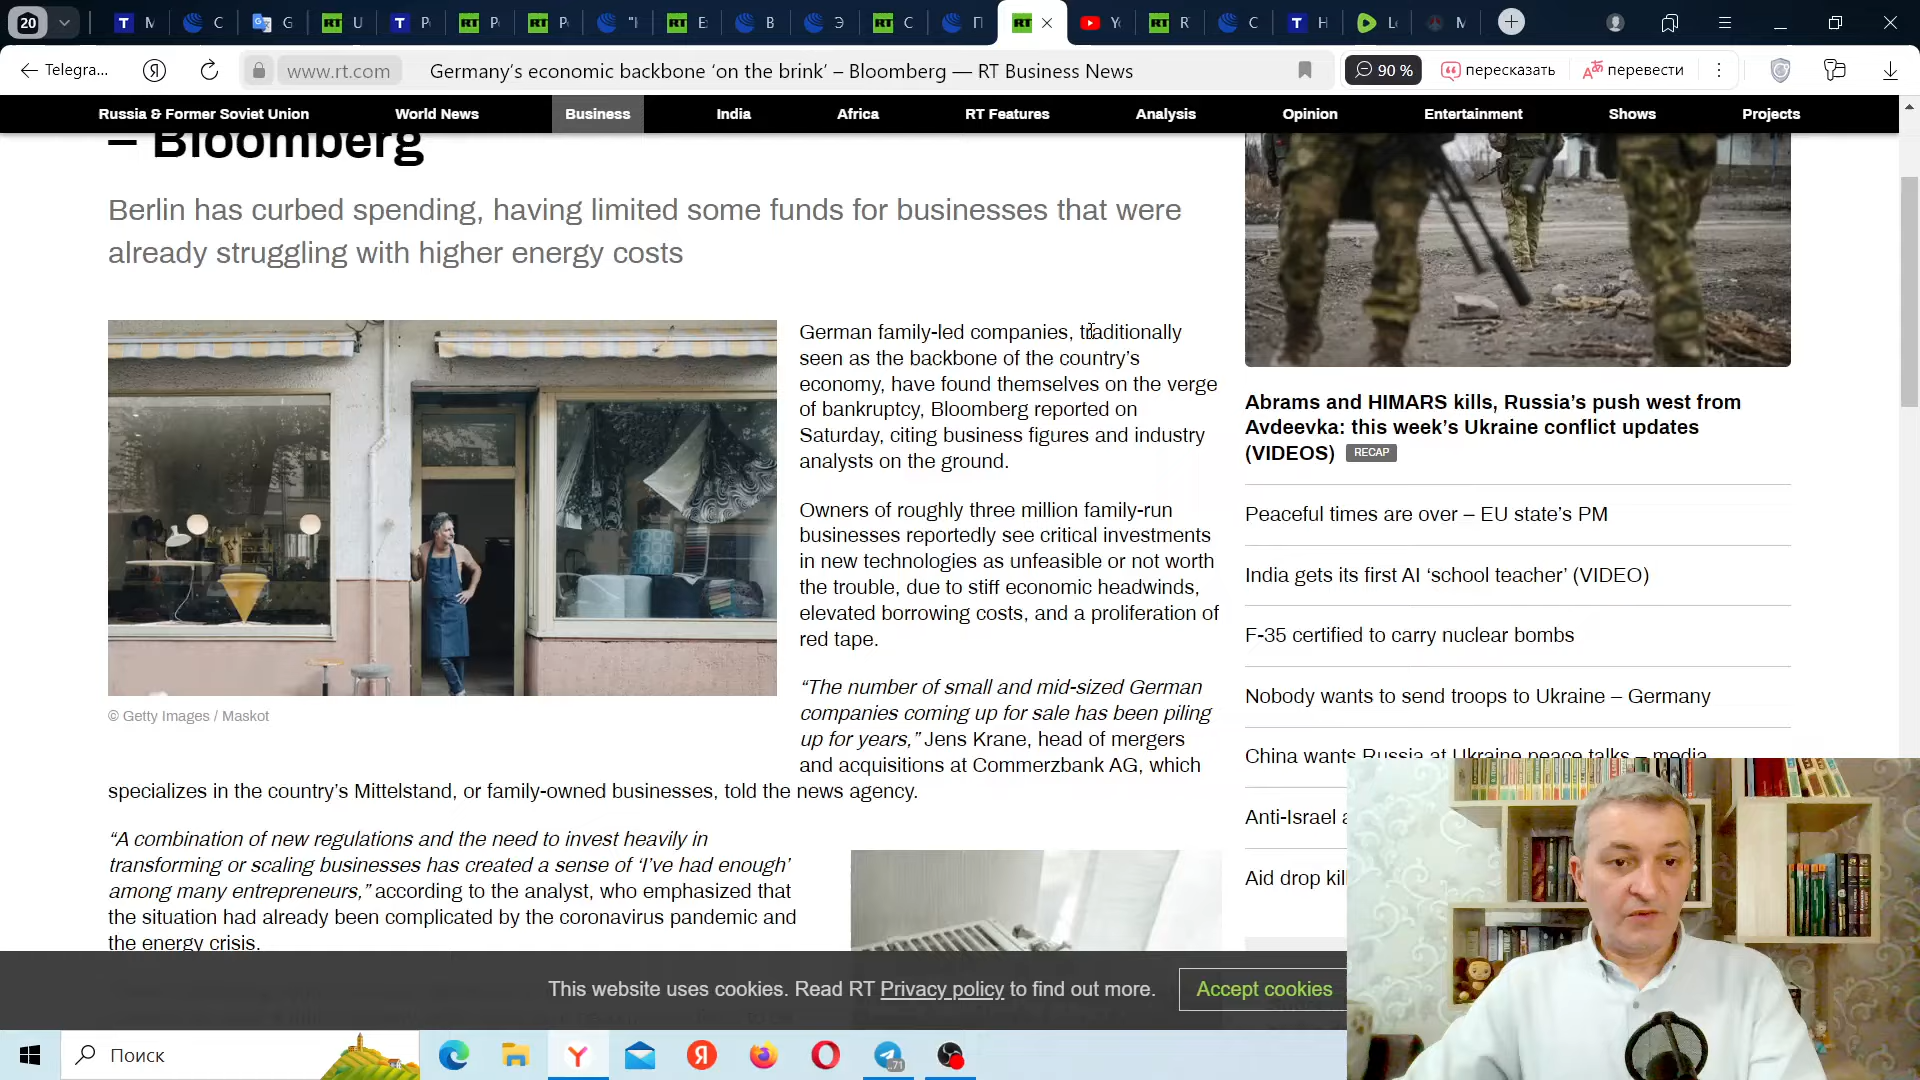 20
T M
C
G
RT U
T P
RT P
RT P
"I
RT E
B
Э
RT C
П
RT
Y
RT R
C
T H
L
M
Telegra...
Я
www.rt.com
Germany's economic backbone 'on the brink' – Bloomberg — RT Business News
90 %
пересказать
перевести
Russia & Former Soviet Union
World News
Business
India
Africa
RT Features
Analysis
Opinion
Entertainment
Shows
Projects
– Bloomberg
Berlin has curbed spending, having limited some funds for businesses that were
already struggling with higher energy costs
© Getty Images / Maskot
German family-led companies, traditionally
seen as the backbone of the country's
economy, have found themselves on the verge
of bankruptcy, Bloomberg reported on
Saturday, citing business figures and industry
analysts on the ground.
Owners of roughly three million family-run
businesses reportedly see critical investments
in new technologies as unfeasible or not worth
the trouble, due to stiff economic headwinds,
elevated borrowing costs, and a proliferation of
red tape.
“The number of small and mid-sized German
companies coming up for sale has been piling
up for years,” Jens Krane, head of mergers
and acquisitions at Commerzbank AG, which
specializes in the country's Mittelstand, or family-owned businesses, told the news agency.
“A combination of new regulations and the need to invest heavily in
transforming or scaling businesses has created a sense of ‘I’ve had enough’
among many entrepreneurs,” according to the analyst, who emphasized that
the situation had already been complicated by the coronavirus pandemic and
the energy crisis.
Abrams and HIMARS kills, Russia's push west from
Avdeevka: this week's Ukraine conflict updates
(VIDEOS) RECAP
Peaceful times are over – EU state's PM
India gets its first AI ‘school teacher’ (VIDEO)
F-35 certified to carry nuclear bombs
Nobody wants to send troops to Ukraine – Germany
China wants Russia at Ukraine peace talks – media
Anti-Israel
Aid drop kil
This website uses cookies. Read RT Privacy policy to find out more.
Accept cookies
Поиск
Y
Я
71